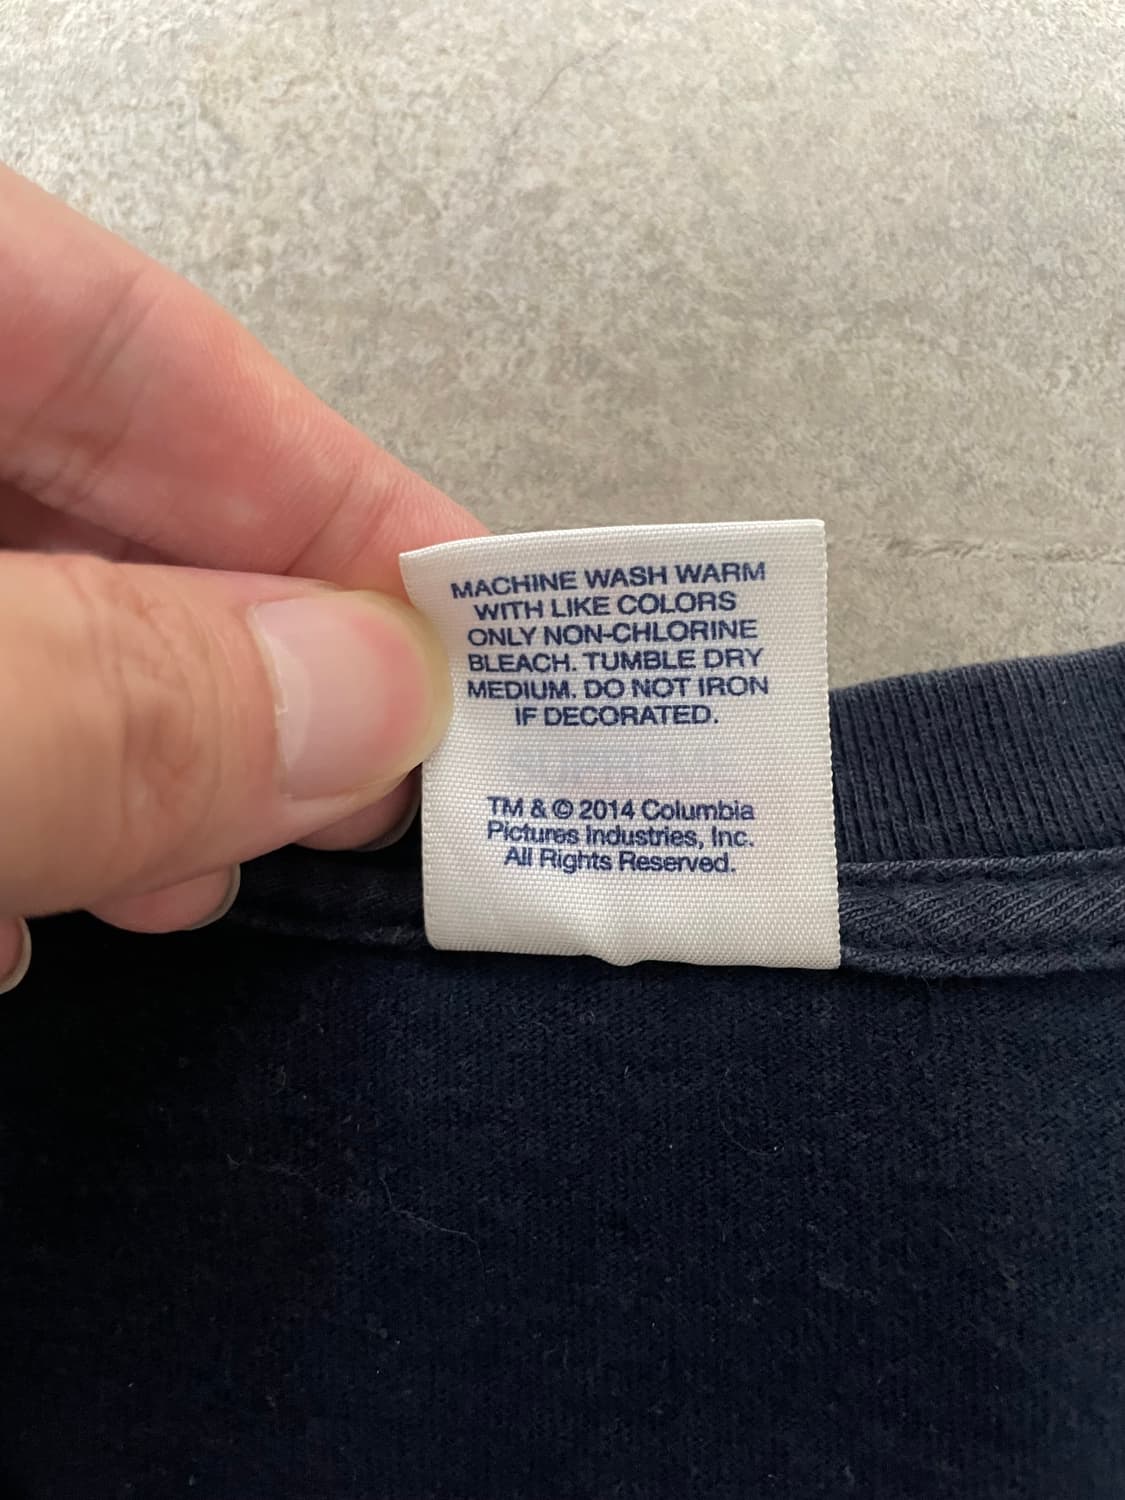 MACHINE WASH WARM
WITH LIKE COLORS
ONLY NON-CHLORINE
BLEACH. TUMBLE DRY
MEDIUM. DO NOT IRON
IF DECORATED.
TM & © 2014 Columbia
Pictures Industries, Inc.
All Rights Reserved.